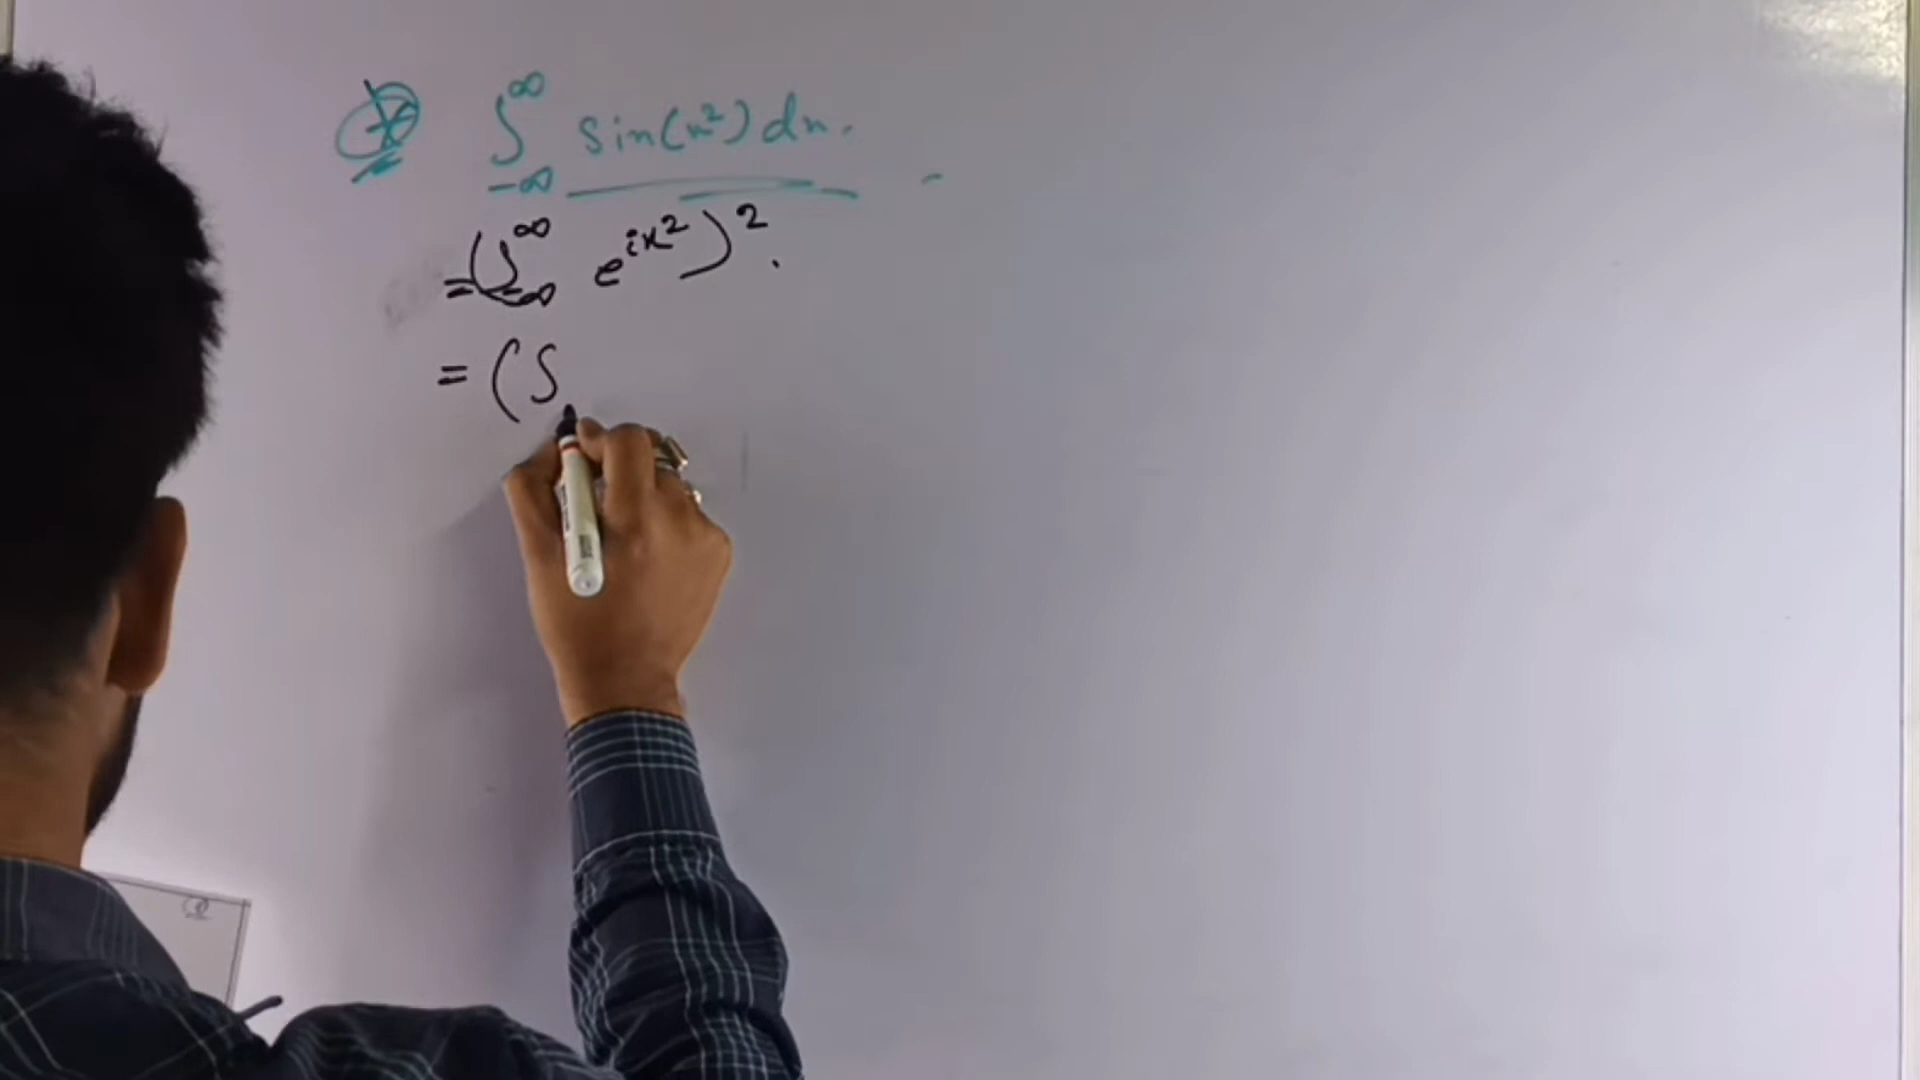 ∫_{-∞}^{∞} sin(x²)dx.
=(∫_{-∞}^{∞} e^{ix²})².
= (∫